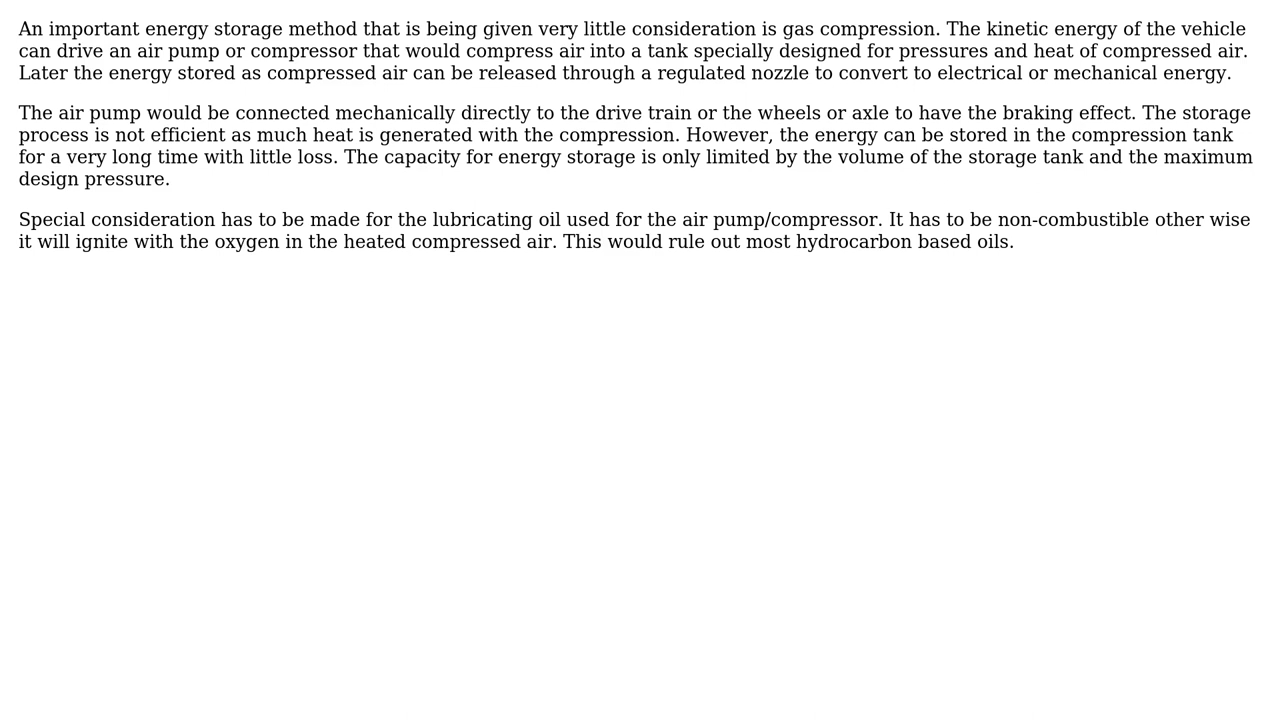 An important energy storage method that is being given very little consideration is gas compression. The kinetic energy of the vehicle
can drive an air pump or compressor that would compress air into a tank specially designed for pressures and heat of compressed air.
Later the energy stored as compressed air can be released through a regulated nozzle to convert to electrical or mechanical energy.
The air pump would be connected mechanically directly to the drive train or the wheels or axle to have the braking effect. The storage
process is not efficient as much heat is generated with the compression. However, the energy can be stored in the compression tank
for a very long time with little loss. The capacity for energy storage is only limited by the volume of the storage tank and the maximum
design pressure.
Special consideration has to be made for the lubricating oil used for the air pump/compressor. It has to be non-combustible other wise
it will ignite with the oxygen in the heated compressed air. This would rule out most hydrocarbon based oils.